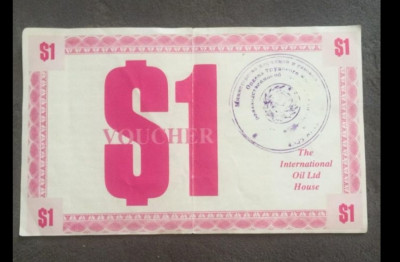 $1
$1
$1
VOUCHER
The
International
Oil Ltd
House
$1
$1